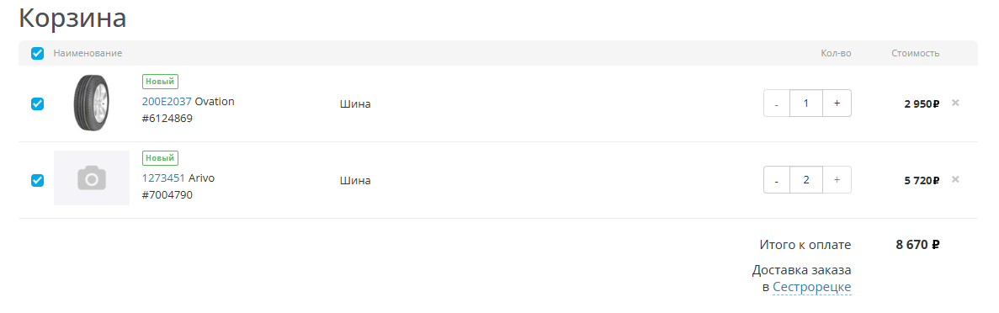 Корзина
Наименование Кол-во Стоимость
Новый
200E2037 Ovation
#6124869
Шина
- 1 +
2 950₽
Новый
1273451 Arivo
#7004790
Шина
- 2 +
5 720₽
Итого к оплате 8 670 ₽
Доставка заказа
в Сестрорецке